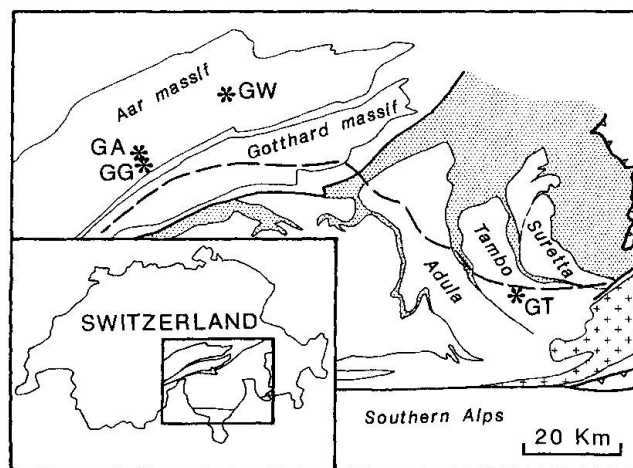 Aar massif
GW
GA
GG
Gotthard massif
Adula
Tambo
Suretta
GT
SWITZERLAND
Southern Alps
20 Km